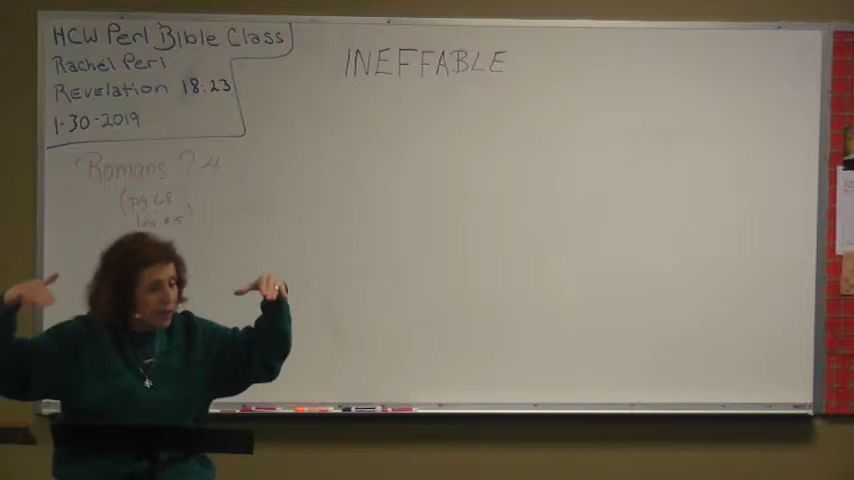 HCW Perl Bible Class
Rachel Perl
Revelation 18:23
1-30-2019
INEFFABLE
Romans 7-4
(pg. 68
line #5)